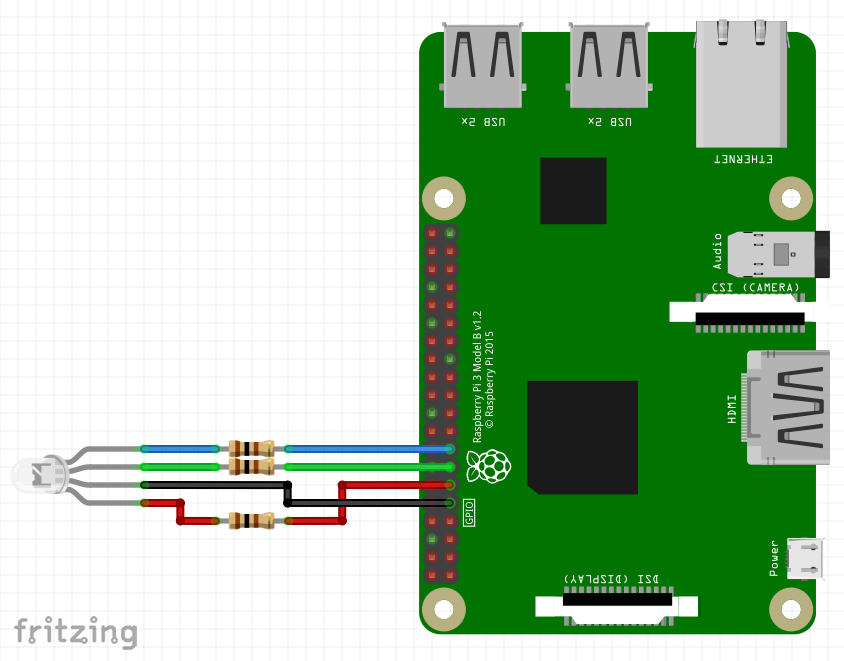 USB 2x
USB 2x
ETHERNET
Audio
CSI (CAMERA)
Raspberry Pi 3 Model B v1.2
© Raspberry Pi 2015
HDMI
GPIO
Power
DSI (DISPLAY)
fritzing